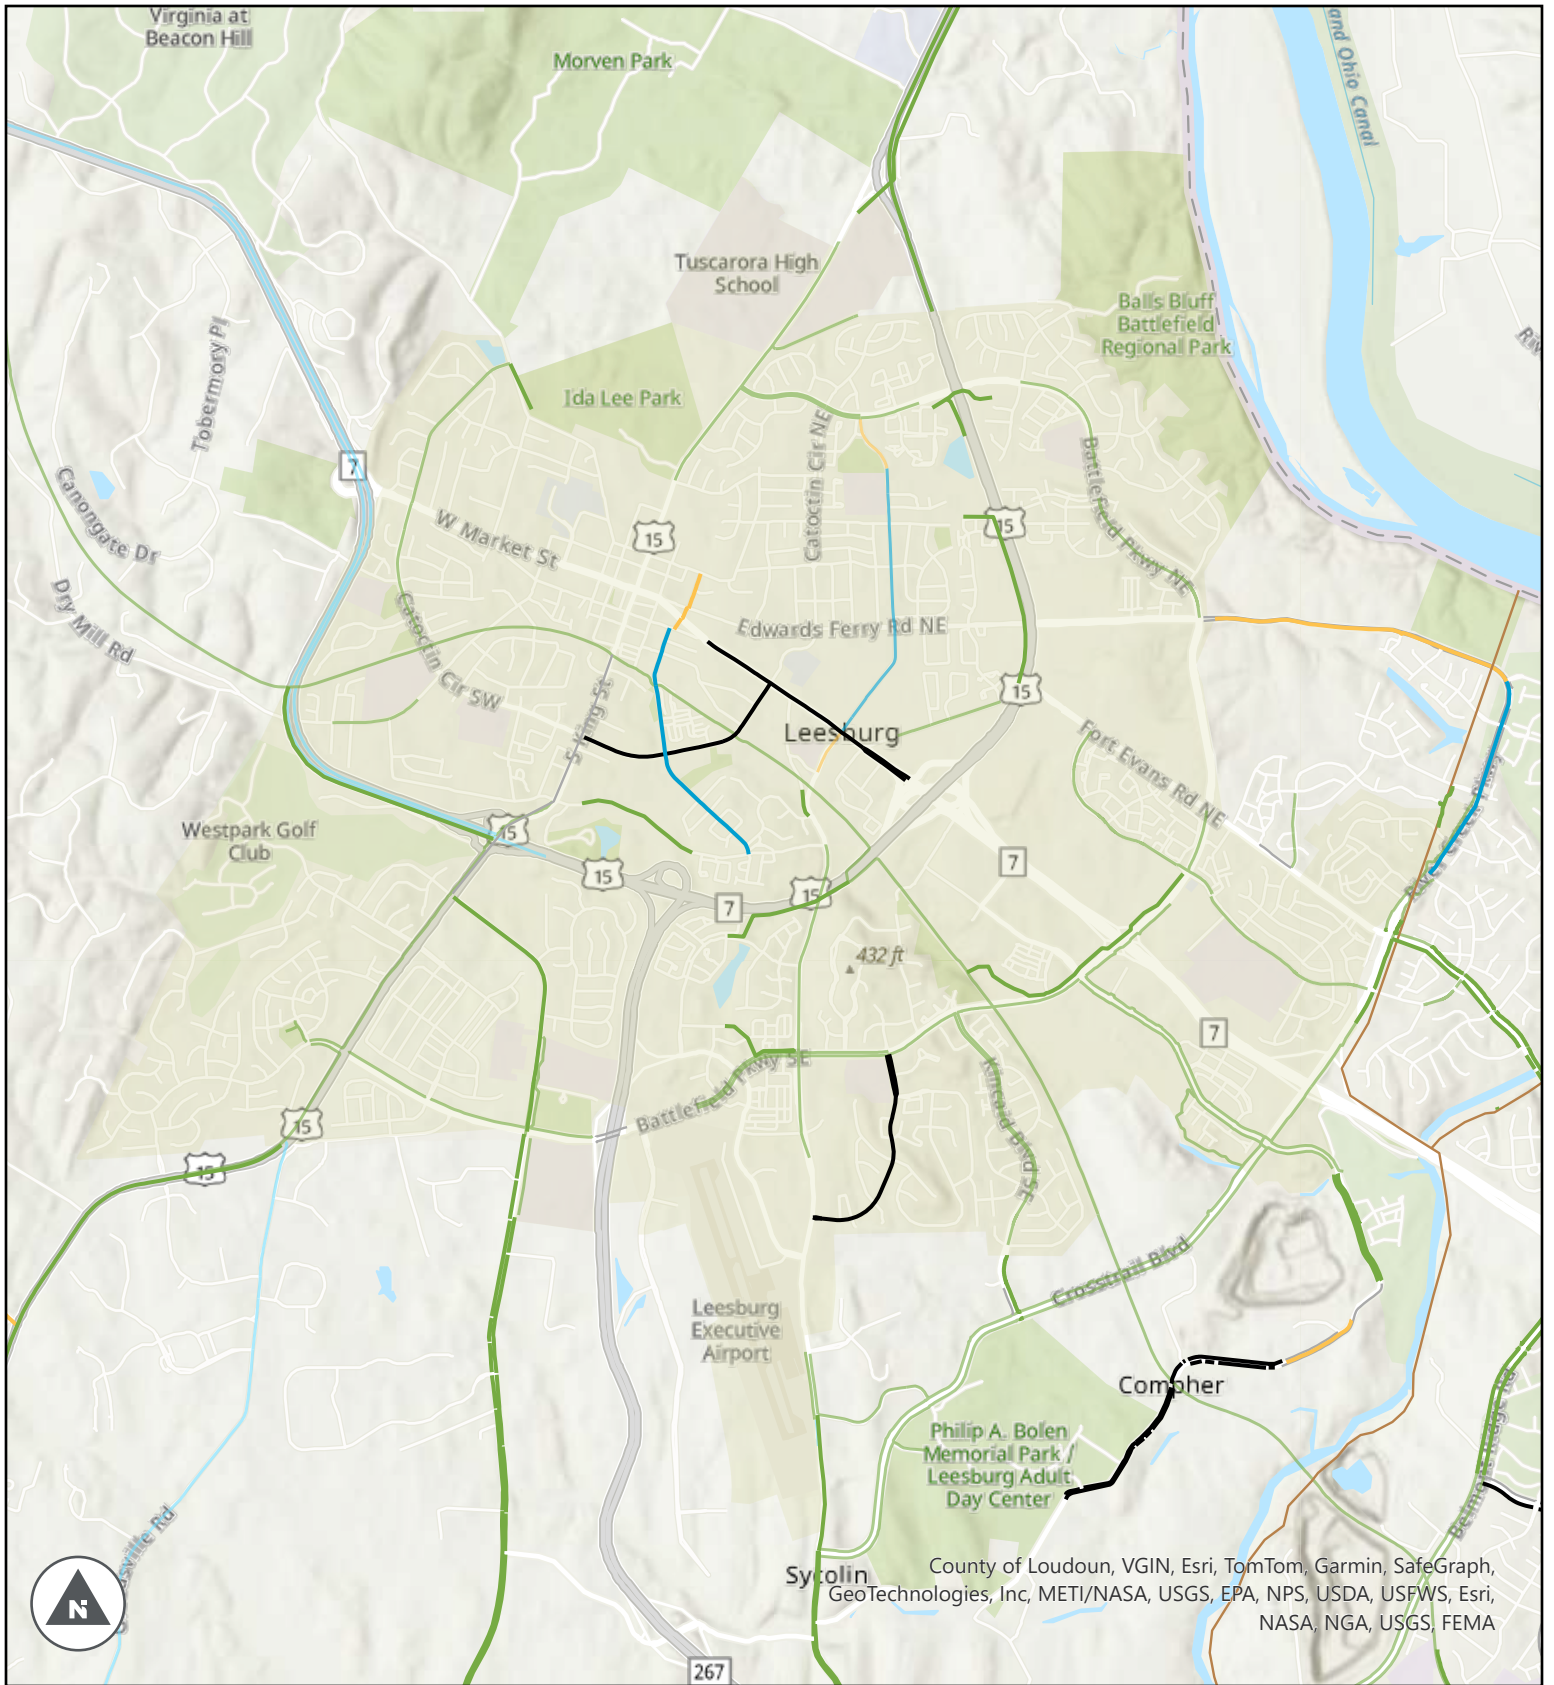 Virginia at
Beacon Hill
Morven Park
and Ohio Canal
Tuscarora High
School
Balls Bluff
Battlefield
Regional Park
Tobermory Pl
Ida Lee Park
7
Catoctin Cir NE
Battlefield Pkwy NE
Canongate Dr
W Market St
15
15
Dry Mill Rd
Catoctin Cir SW
Edwards Ferry Rd NE
15
S King St
Leesburg
Fort Evans Rd NE
Westpark Golf
Club
15
15
7
15
7
432 ft
7
Battlefield Pkwy SE
Kincaid Blvd SE
15
15
Crosstrail Blvd
Leesburg
Executive
Airport
Compher
Philip A. Bolen
Memorial Park /
Leesburg Adult
Day Center
Belmont Ridge Rd
Sycolin
County of Loudoun, VGIN, Esri, TomTom, Garmin, SafeGraph,
GeoTechnologies, Inc, METI/NASA, USGS, EPA, NPS, USDA, USFWS, Esri,
NASA, NGA, USGS, FEMA
N
267